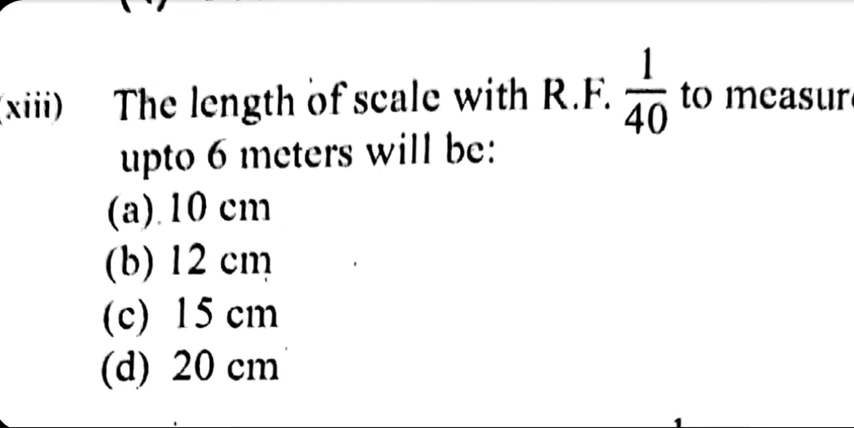 (xiii) The length of scale with R.F. 1/40 to measure
upto 6 meters will be:
(a) 10 cm
(b) 12 cm
(c) 15 cm
(d) 20 cm